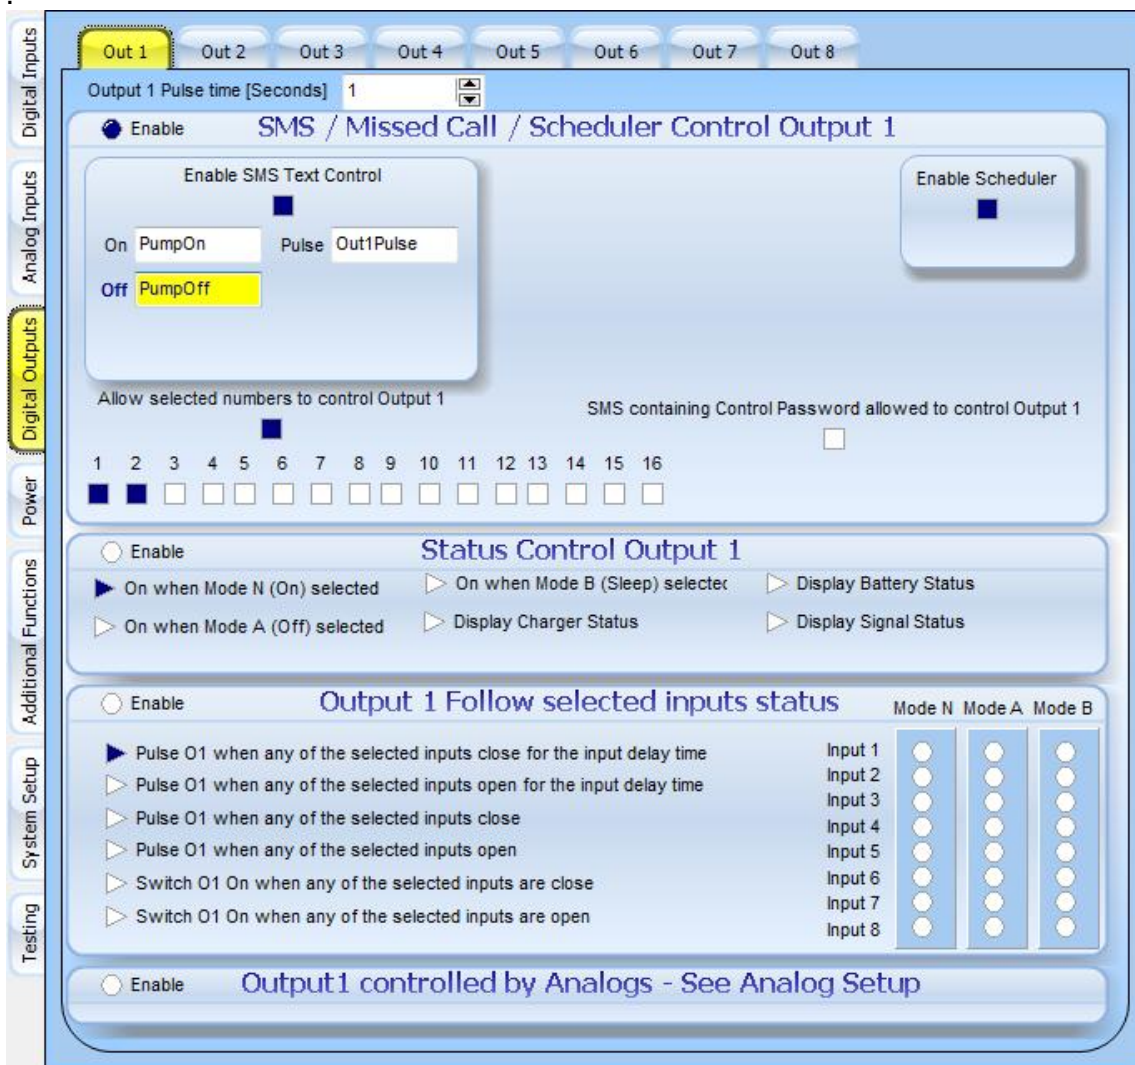 Digital Inputs
Analog Inputs
Digital Outputs
Power
Additional Functions
System Setup
Testing
Out 1 Out 2 Out 3 Out 4 Out 5 Out 6 Out 7 Out 8
Output 1 Pulse time [Seconds] 1
Enable SMS / Missed Call / Scheduler Control Output 1
Enable SMS Text Control
Enable Scheduler
On PumpOn Pulse Out1Pulse
Off PumpOff
Allow selected numbers to control Output 1
SMS containing Control Password allowed to control Output 1
1 2 3 4 5 6 7 8 9 10 11 12 13 14 15 16
Enable Status Control Output 1
On when Mode N (On) selected On when Mode B (Sleep) selected Display Battery Status
On when Mode A (Off) selected Display Charger Status Display Signal Status
Enable Output 1 Follow selected inputs status Mode N Mode A Mode B
Pulse O1 when any of the selected inputs close for the input delay time
Pulse O1 when any of the selected inputs open for the input delay time
Pulse O1 when any of the selected inputs close
Pulse O1 when any of the selected inputs open
Switch O1 On when any of the selected inputs are close
Switch O1 On when any of the selected inputs are open
Input 1
Input 2
Input 3
Input 4
Input 5
Input 6
Input 7
Input 8
Enable Output1 controlled by Analogs - See Analog Setup